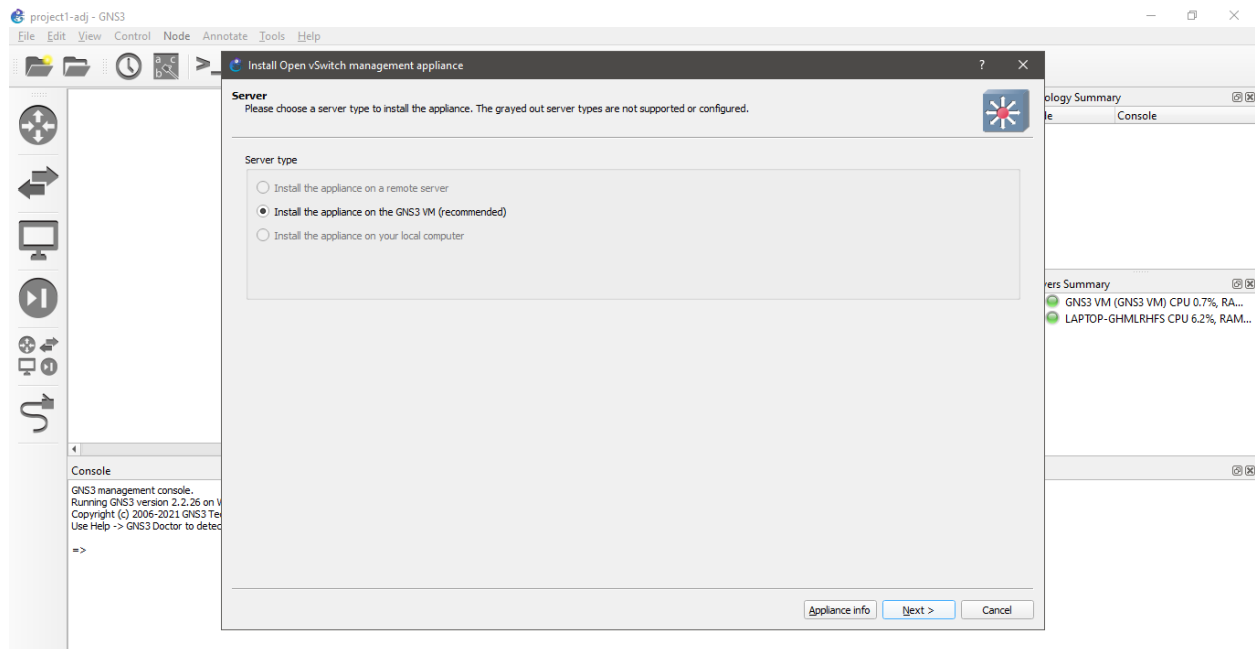 project1-adj - GNS3
File Edit View Control Node Annotate Tools Help
Install Open vSwitch management appliance
Server
Please choose a server type to install the appliance. The grayed out server types are not supported or configured.
Server type
Install the appliance on a remote server
Install the appliance on the GNS3 VM (recommended)
Install the appliance on your local computer
Appliance info
Next >
Cancel
ology Summary
le Console
ers Summary
GNS3 VM (GNS3 VM) CPU 0.7%, RA...
LAPTOP-GHMLRHFS CPU 6.2%, RAM...
Console
GNS3 management console.
Running GNS3 version 2.2.26 on
Copyright (c) 2006-2021 GNS3 Te
Use Help -> GNS3 Doctor to detec
=>